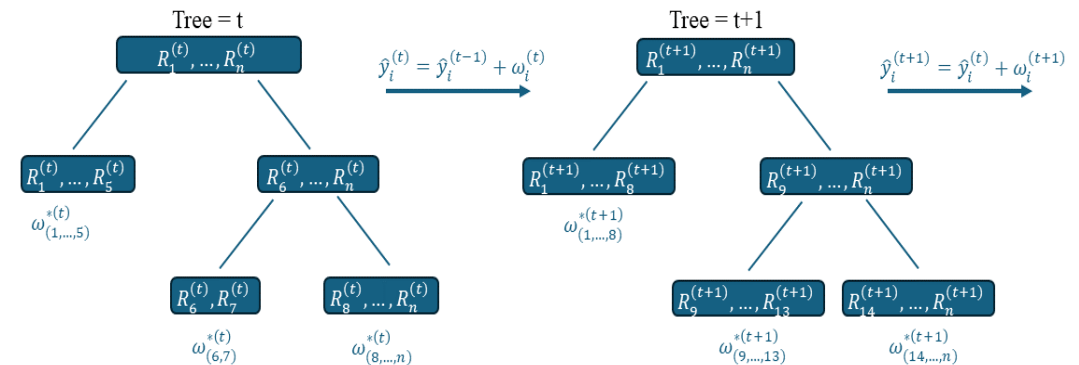 Tree = t
Tree = t+1
R_1^{(t)}, ..., R_n^{(t)}
ŷ_i^{(t)} = ŷ_i^{(t-1)} + ω_i^{(t)}
R_1^{(t+1)}, ..., R_n^{(t+1)}
ŷ_i^{(t+1)} = ŷ_i^{(t)} + ω_i^{(t+1)}
R_1^{(t)}, ..., R_5^{(t)}
R_6^{(t)}, ..., R_n^{(t)}
R_1^{(t+1)}, ..., R_8^{(t+1)}
R_9^{(t+1)}, ..., R_n^{(t+1)}
ω_{(1,...,5)}^{*(t)}
ω_{(1,...,8)}^{*(t+1)}
R_6^{(t)}, R_7^{(t)}
R_8^{(t)}, ..., R_n^{(t)}
R_9^{(t+1)}, ..., R_{13}^{(t+1)}
R_{14}^{(t+1)}, ..., R_n^{(t+1)}
ω_{(6,7)}^{*(t)}
ω_{(8,...,n)}^{*(t)}
ω_{(9,...,13)}^{*(t+1)}
ω_{(14,...,n)}^{*(t+1)}